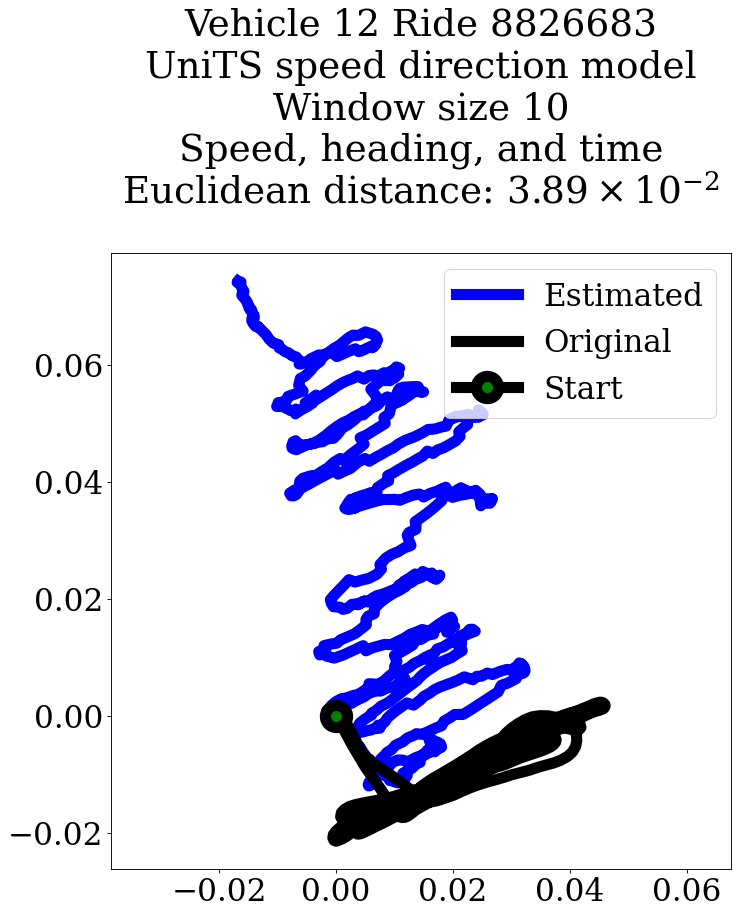 Vehicle 12 Ride 8826683
UniTS speed direction model
Window size 10
Speed, heading, and time
Euclidean distance: 3.89 × 10⁻²
Estimated
Original
Start
0.06
0.04
0.02
0.00
−0.02
−0.02 0.00 0.02 0.04 0.06